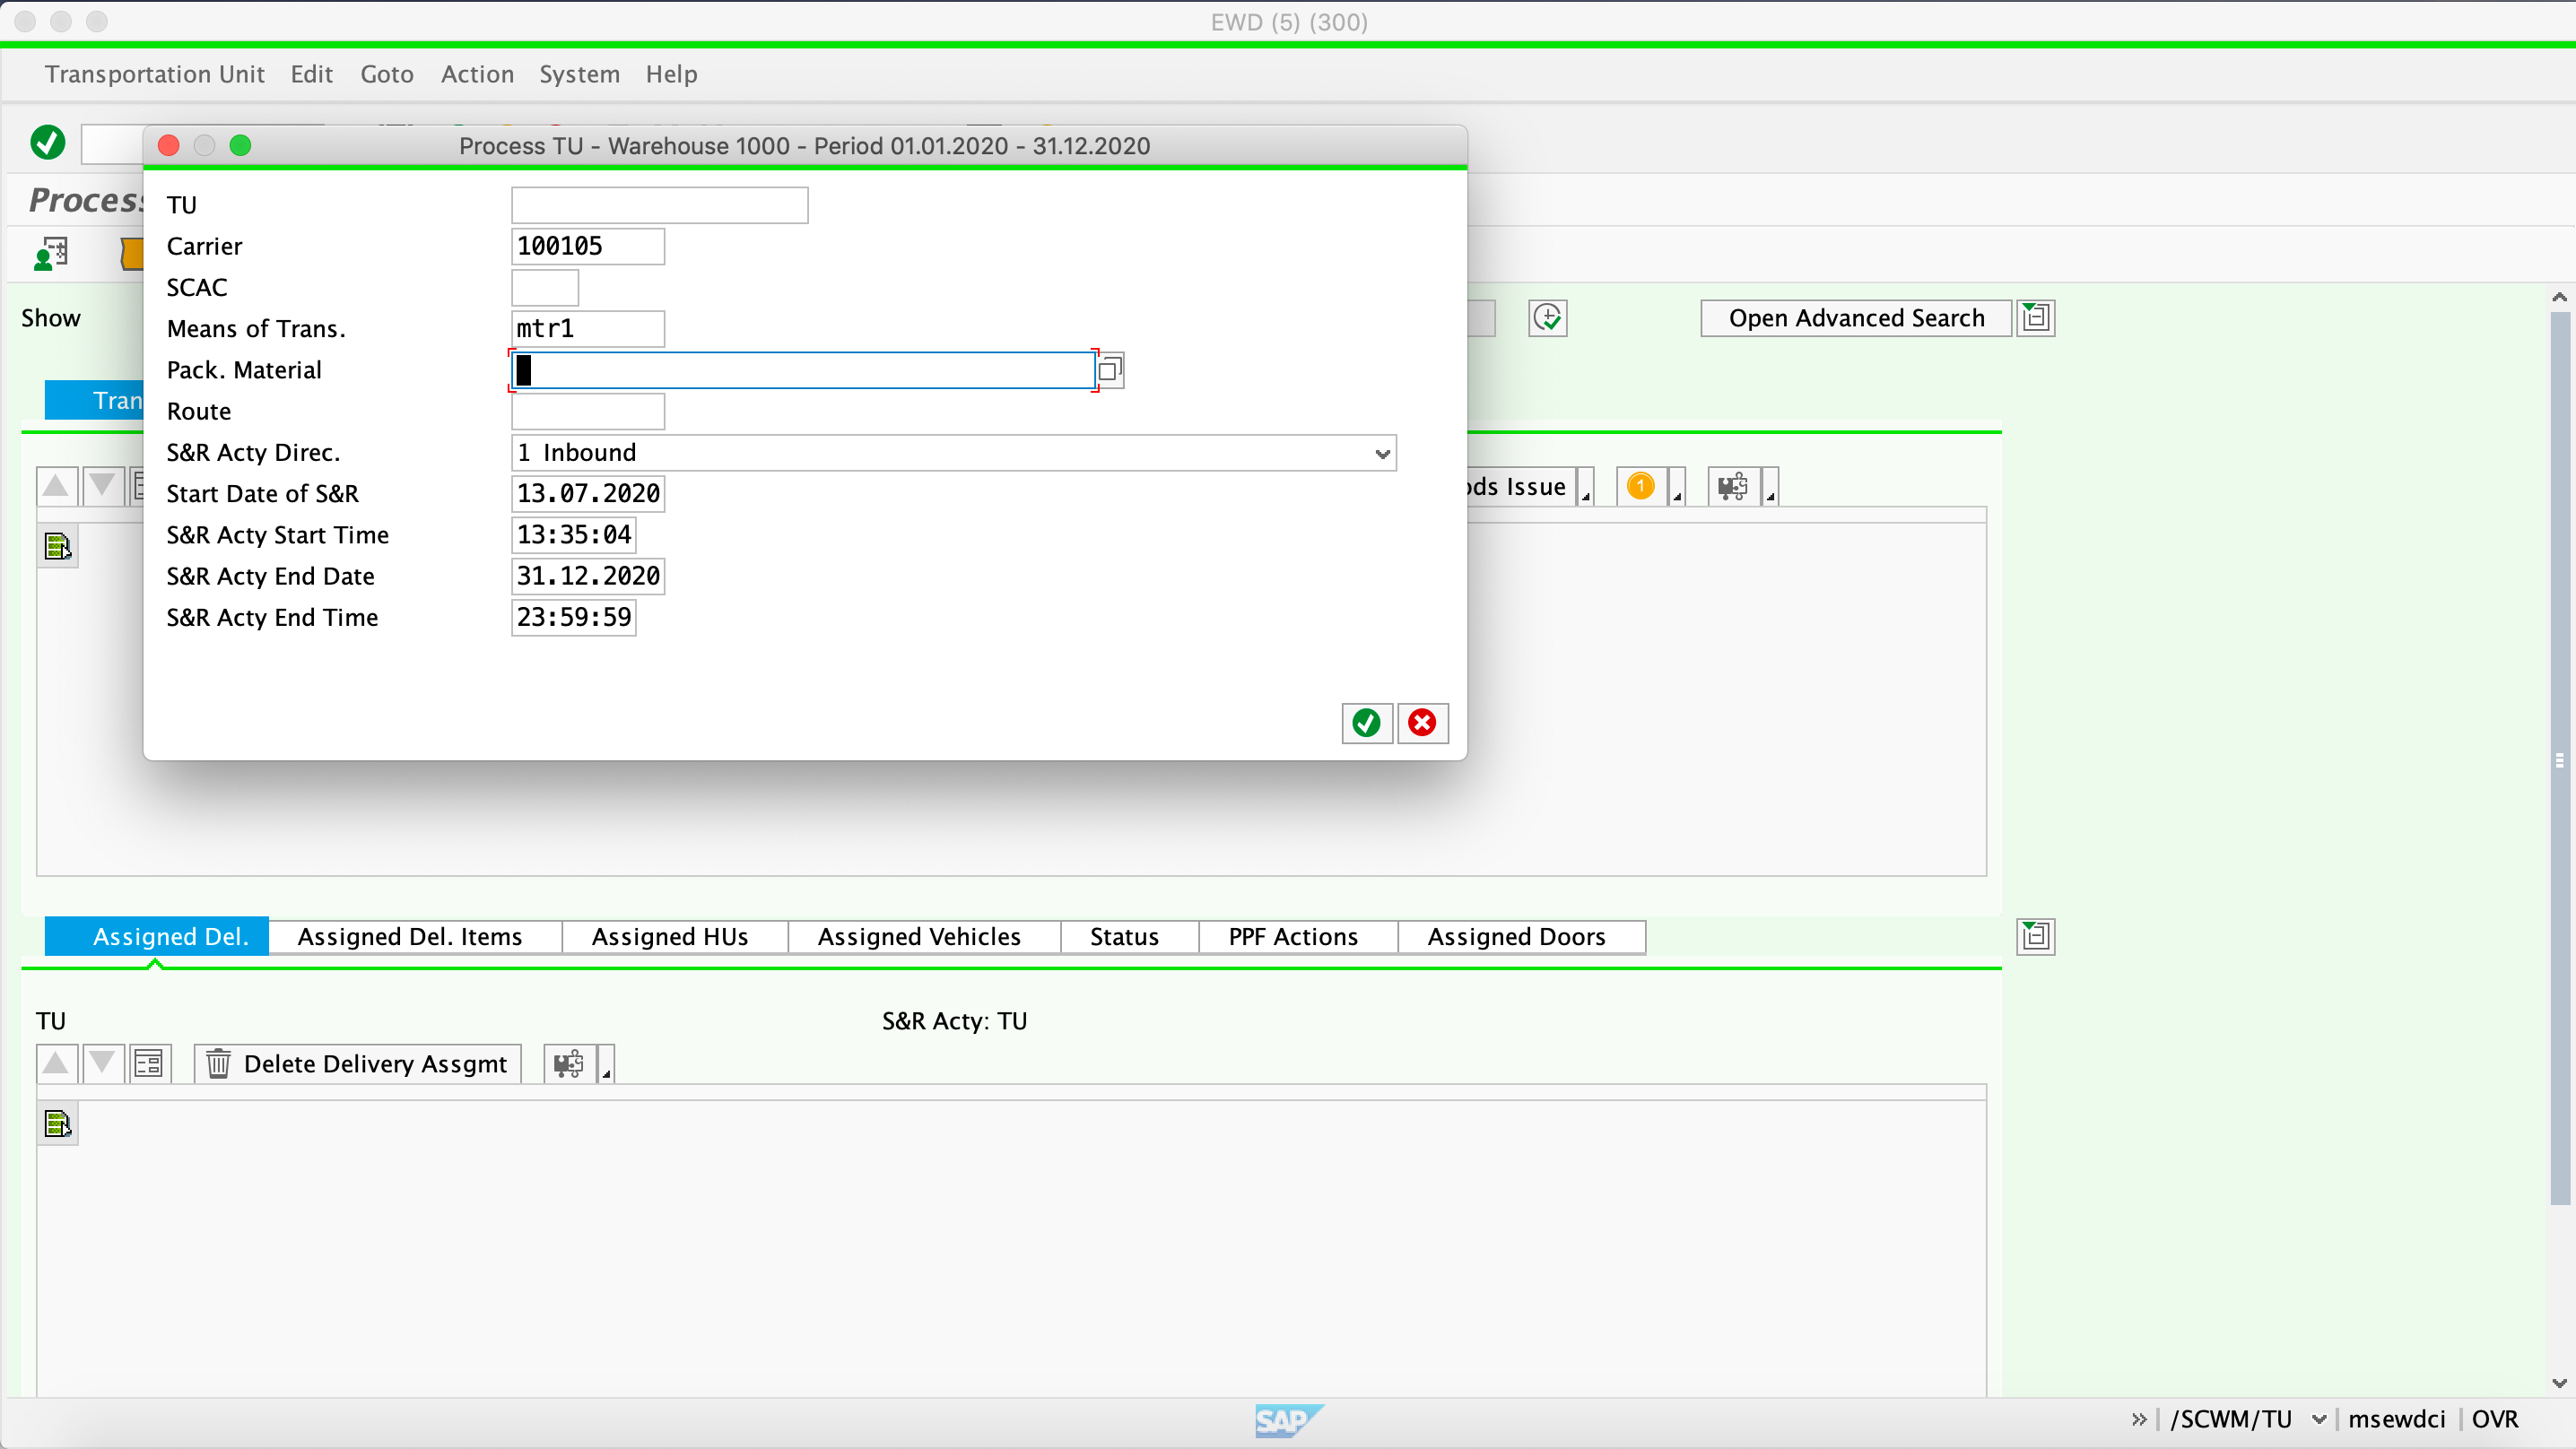 EWD (5) (300)
Transportation Unit Edit Goto Action System Help
Process TU - Warehouse 1000 - Period 01.01.2020 - 31.12.2020
TU
Carrier 100105
SCAC
Means of Trans. mtr1
Pack. Material
Route
S&R Acty Direc. 1 Inbound
Start Date of S&R 13.07.2020
S&R Acty Start Time 13:35:04
S&R Acty End Date 31.12.2020
S&R Acty End Time 23:59:59
Process
Show
Open Advanced Search
Tran
ods Issue
1
Assigned Del. Assigned Del. Items Assigned HUs Assigned Vehicles Status PPF Actions Assigned Doors
TU S&R Acty: TU
Delete Delivery Assgmt
SAP
/SCWM/TU msewdci OVR